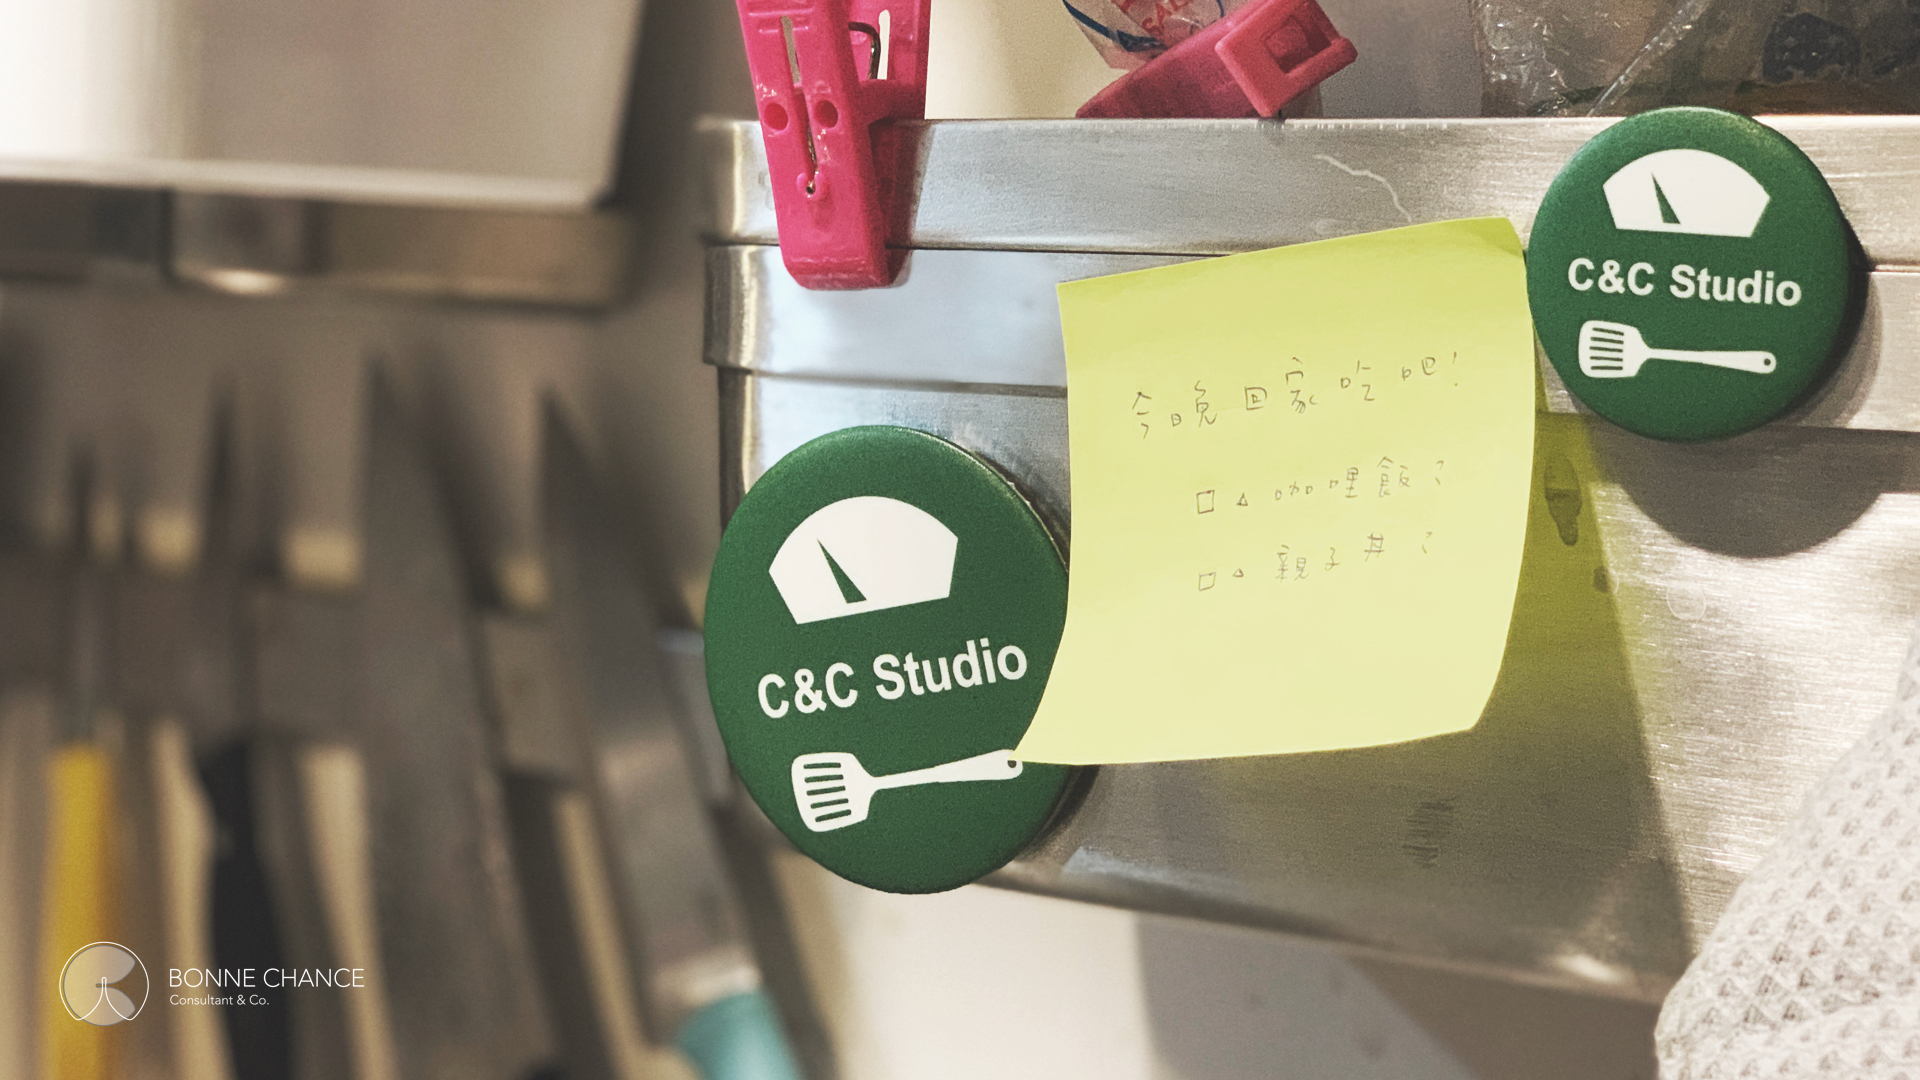 C&C Studio
今晚回家吃吧!
□△咖哩飯?
□△親子丼?
C&C Studio
BONNE CHANCE
Consultant & Co.